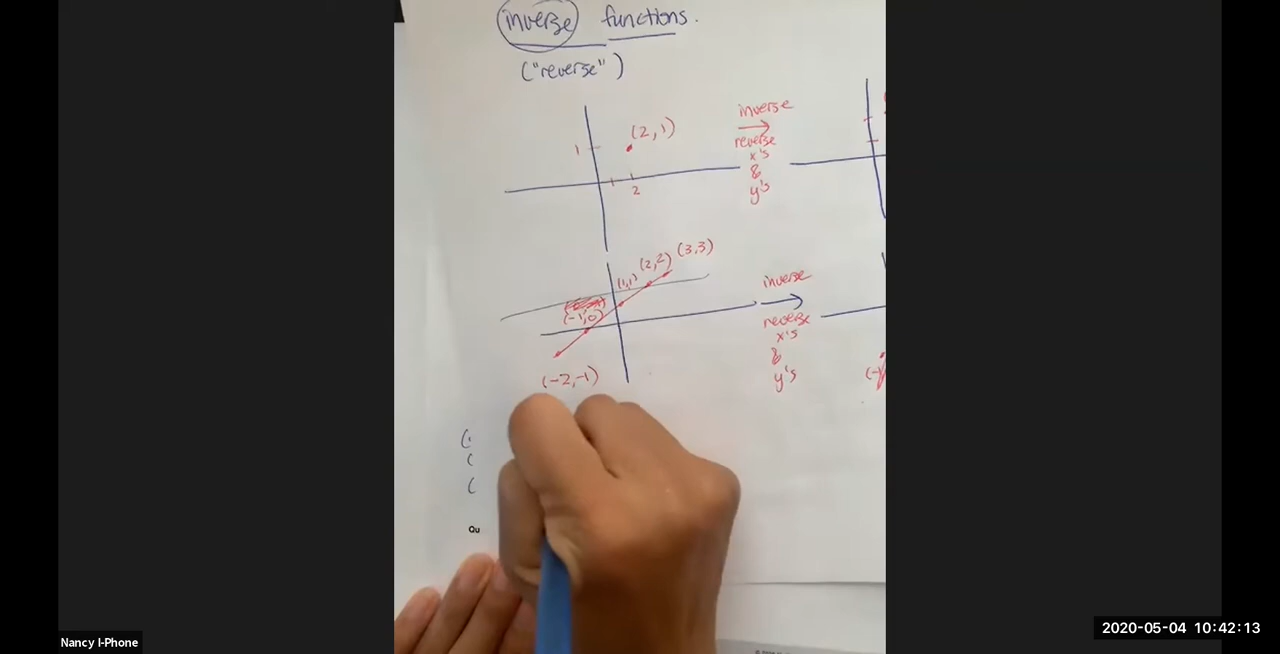 inverse functions.
("reverse")
inverse
(2,1)
reverse
1
x's
&
2
y's
(3,3)
(2,2)
(1,1)
inverse
(-1,0)
reverse
x's
&
(-2,-1)
y's
(-
(
(
(
Qu
Nancy I-Phone
2020-05-04 10:42:13